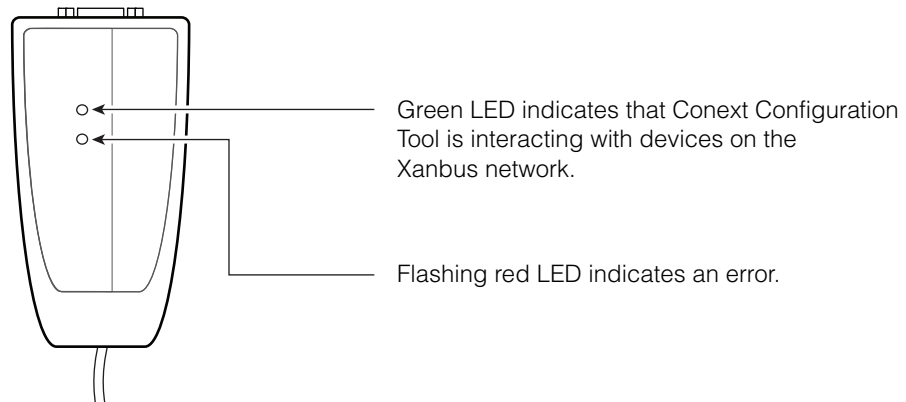 Green LED indicates that Conext Configuration
Tool is interacting with devices on the
Xanbus network.
Flashing red LED indicates an error.